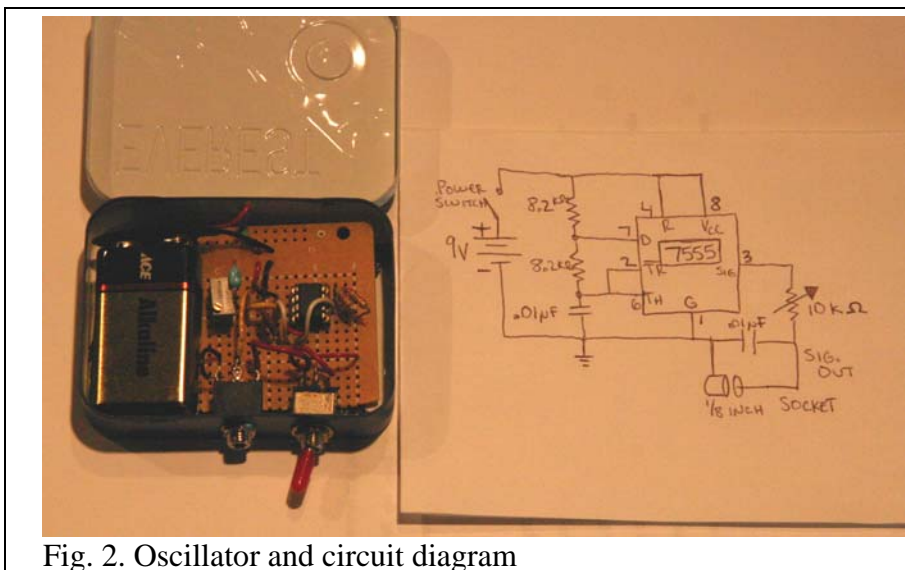 EVEREST
ACE
Alkaline
POWER
SWITCH
+
9V
-
8.2KΩ
8.2KΩ
.01µF
4
8
R
VCC
7
D
7555
2
TR
SIG
3
6
TH
G
1
.01µF
10K Ω
SIG.
OUT
1/8 INCH SOCKET
Fig. 2. Oscillator and circuit diagram